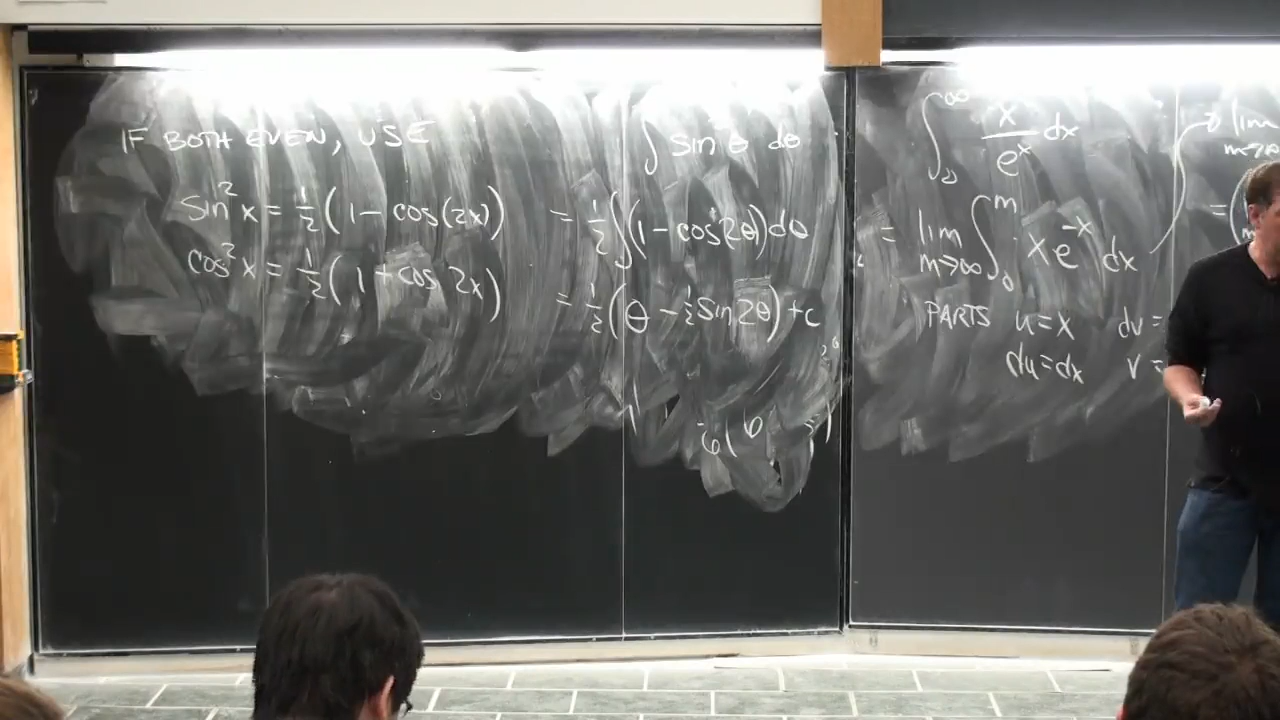 IF BOTH EVEN, USE
sin²x = 1/2(1 - cos(2x))
cos²x = 1/2(1 + cos 2x)
∫ sin θ dθ
= 1/2 ∫(1 - cos 2θ)dθ
= 1/2(θ - 1/2 sin 2θ) + c
∫₀^∞ x/eˣ dx
= lim m→∞ ∫₀^m x e^-x dx
PARTS u = x dv =
du = dx v =
lim m→∞
= (